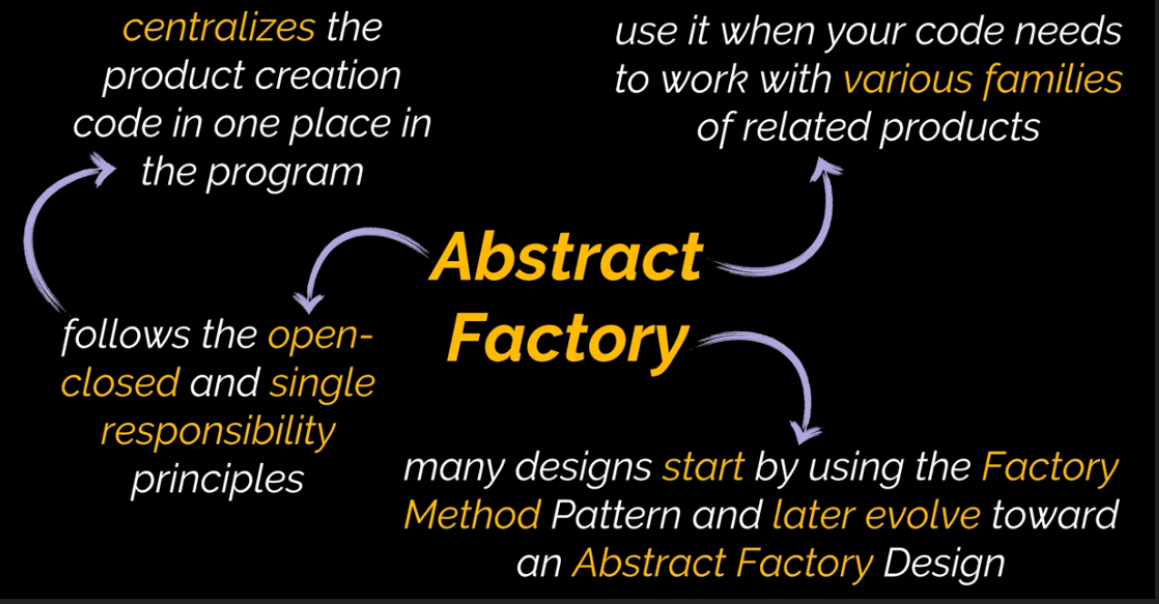 centralizes the
product creation
code in one place in
the program
use it when your code needs
to work with various families
of related products
Abstract
Factory
follows the open-
closed and single
responsibility
principles
many designs start by using the Factory
Method Pattern and later evolve toward
an Abstract Factory Design